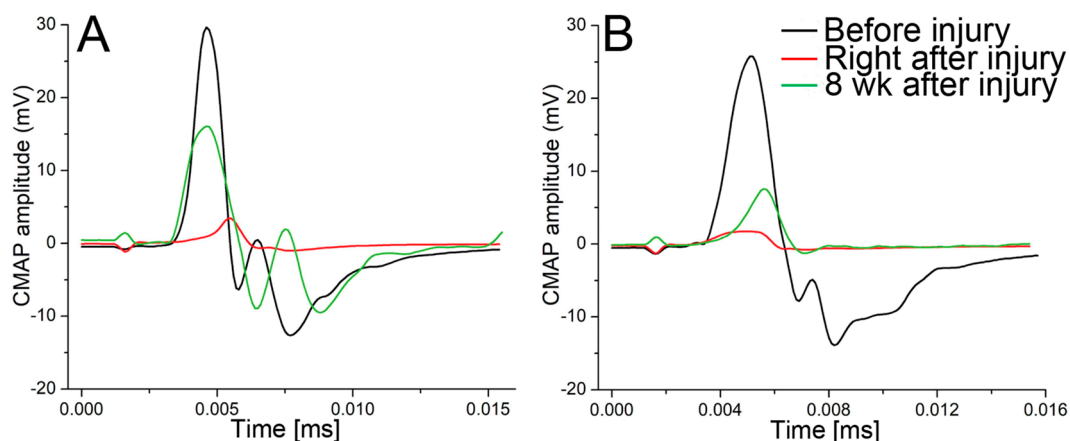 A
CMAP amplitude (mV)
30
20
10
0
-10
-20
0.000
0.005
0.010
0.015
Time [ms]
B
Before injury
Right after injury
8 wk after injury
CMAP amplitude (mV)
30
20
10
0
-10
-20
0.000
0.004
0.008
0.012
0.016
Time [ms]